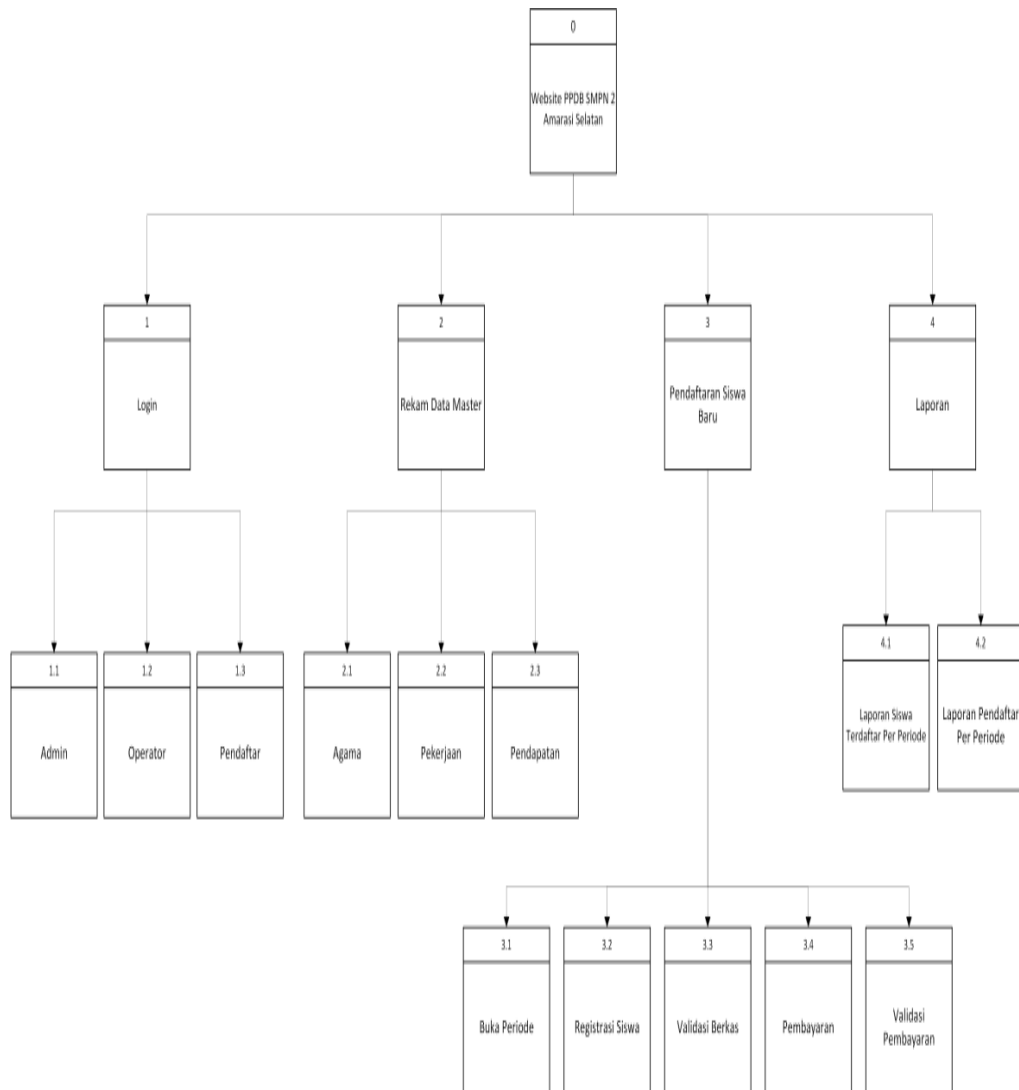 0
Website PPDB SMPN 2
Amarasi Selatan
1
Login
2
Rekam Data Master
3
Pendaftaran Siswa
Baru
4
Laporan
1.1
Admin
1.2
Operator
1.3
Pendaftar
2.1
Agama
2.2
Pekerjaan
2.3
Pendapatan
4.1
Laporan Siswa
Terdaftar Per Periode
4.2
Laporan Pendaftar
Per Periode
3.1
Buka Periode
3.2
Registrasi Siswa
3.3
Validasi Berkas
3.4
Pembayaran
3.5
Validasi
Pembayaran